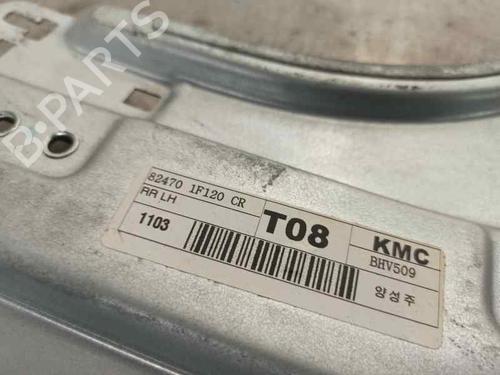 B-PARTS
82470 1F120 CR
RR LH
1103
T08
KMC
BHV509
양성주